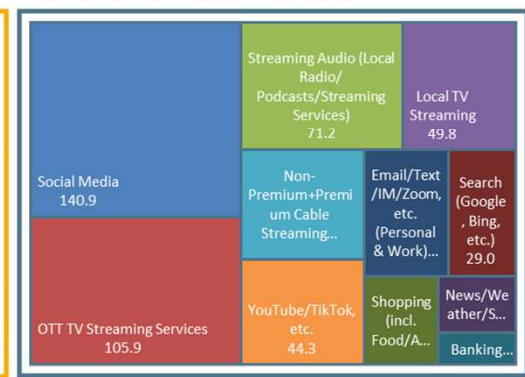 Social Media
140.9
OTT TV Streaming Services
105.9
Streaming Audio (Local
Radio/
Podcasts/Streaming
Services)
71.2
Local TV
Streaming
49.8
Non-
Premium+Premi
um Cable
Streaming...
YouTube/TikTok,
etc.
44.3
Email/Text
/IM/Zoom,
etc.
(Personal
& Work)...
Search
(Google
, Bing,
etc.)
29.0
Shopping
(incl.
Food/A...
News/We
ather/S...
Banking...